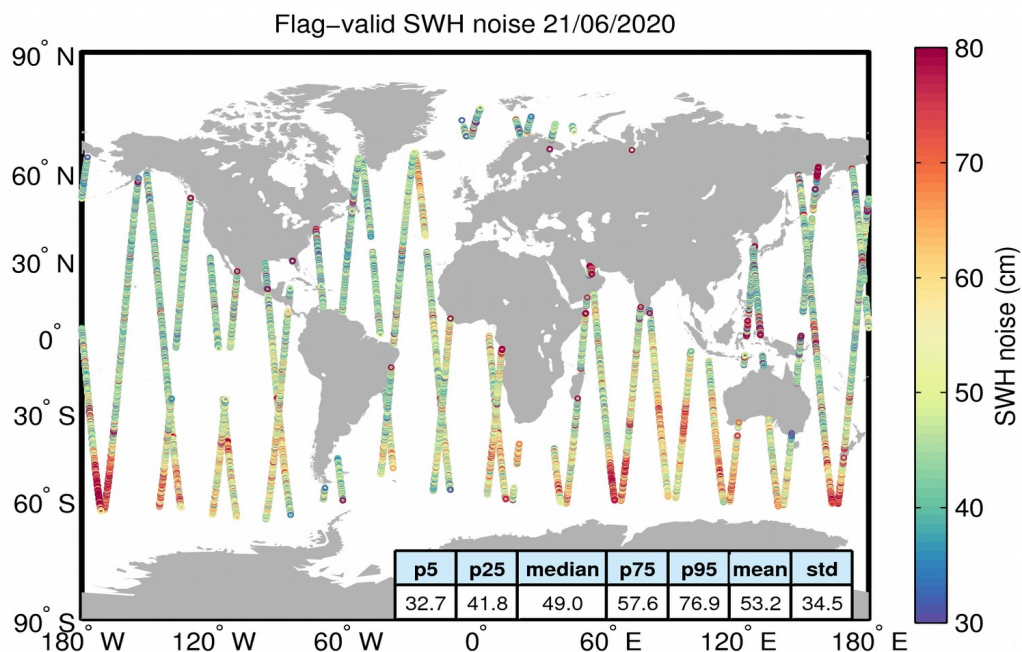 Flag−valid SWH noise 21/06/2020
90° N
60° N
30° N
0°
30° S
60° S
90° S
180° W
120° W
60° W
0°
60° E
120° E
180° E
80
70
60
50
40
30
SWH noise (cm)
p5 p25 median p75 p95 mean std
32.7 41.8 49.0 57.6 76.9 53.2 34.5